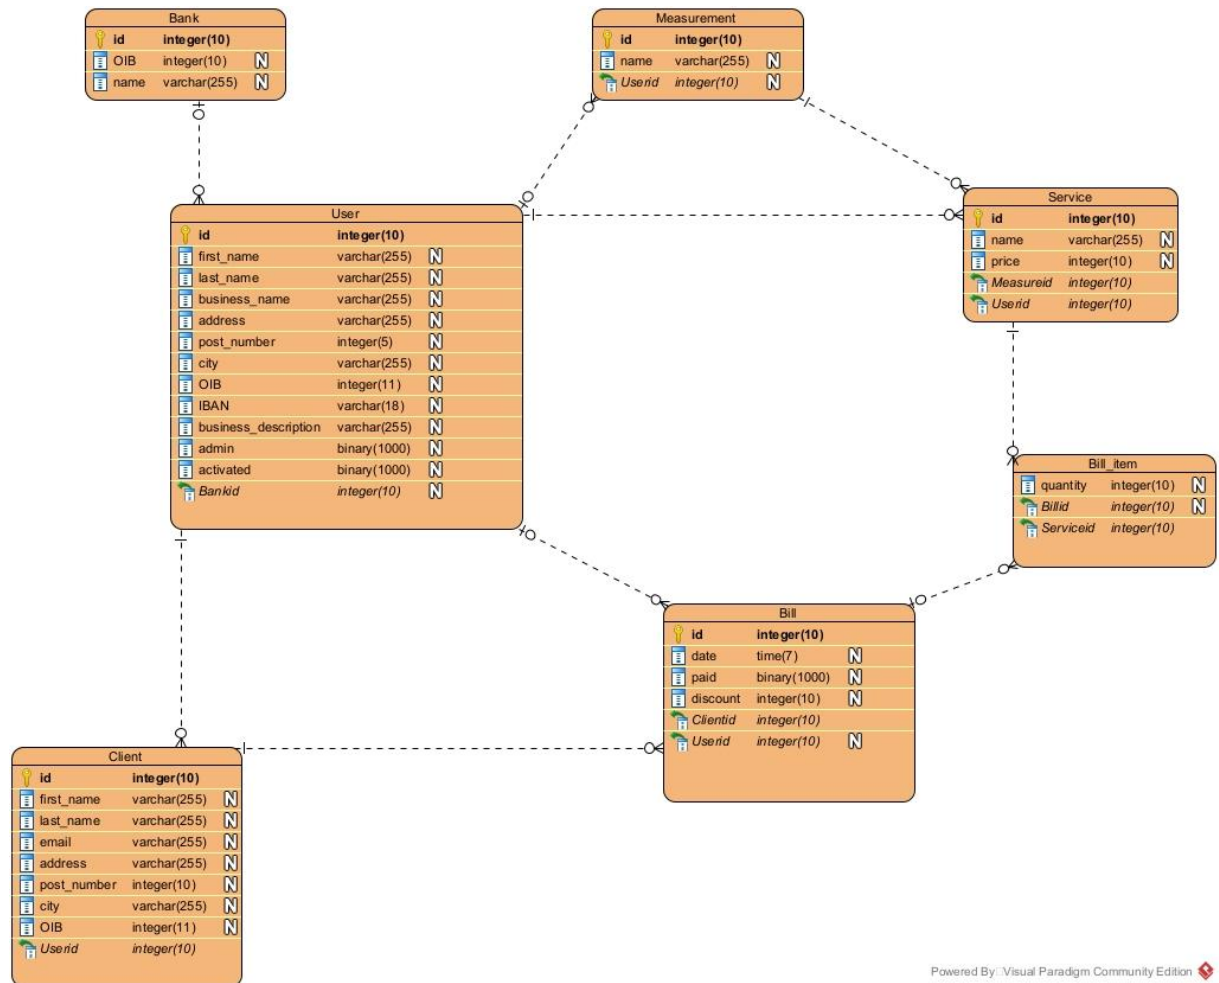 Bank
id integer(10)
OIB integer(10) N
name varchar(255) N
Measurement
id integer(10)
name varchar(255) N
Userid integer(10) N
User
id integer(10)
first_name varchar(255) N
last_name varchar(255) N
business_name varchar(255) N
address varchar(255) N
post_number integer(5) N
city varchar(255) N
OIB integer(11) N
IBAN varchar(18) N
business_description varchar(255) N
admin binary(1000) N
activated binary(1000) N
Bankid integer(10) N
Service
id integer(10)
name varchar(255) N
price integer(10) N
Measureid integer(10)
Userid integer(10)
Bill_item
quantity integer(10) N
Billid integer(10) N
Serviceid integer(10)
Bill
id integer(10)
date time(7) N
paid binary(1000) N
discount integer(10) N
Clientid integer(10)
Userid integer(10) N
Client
id integer(10)
first_name varchar(255) N
last_name varchar(255) N
email varchar(255) N
address varchar(255) N
post_number integer(10) N
city varchar(255) N
OIB integer(11) N
Userid integer(10)
Powered By Visual Paradigm Community Edition